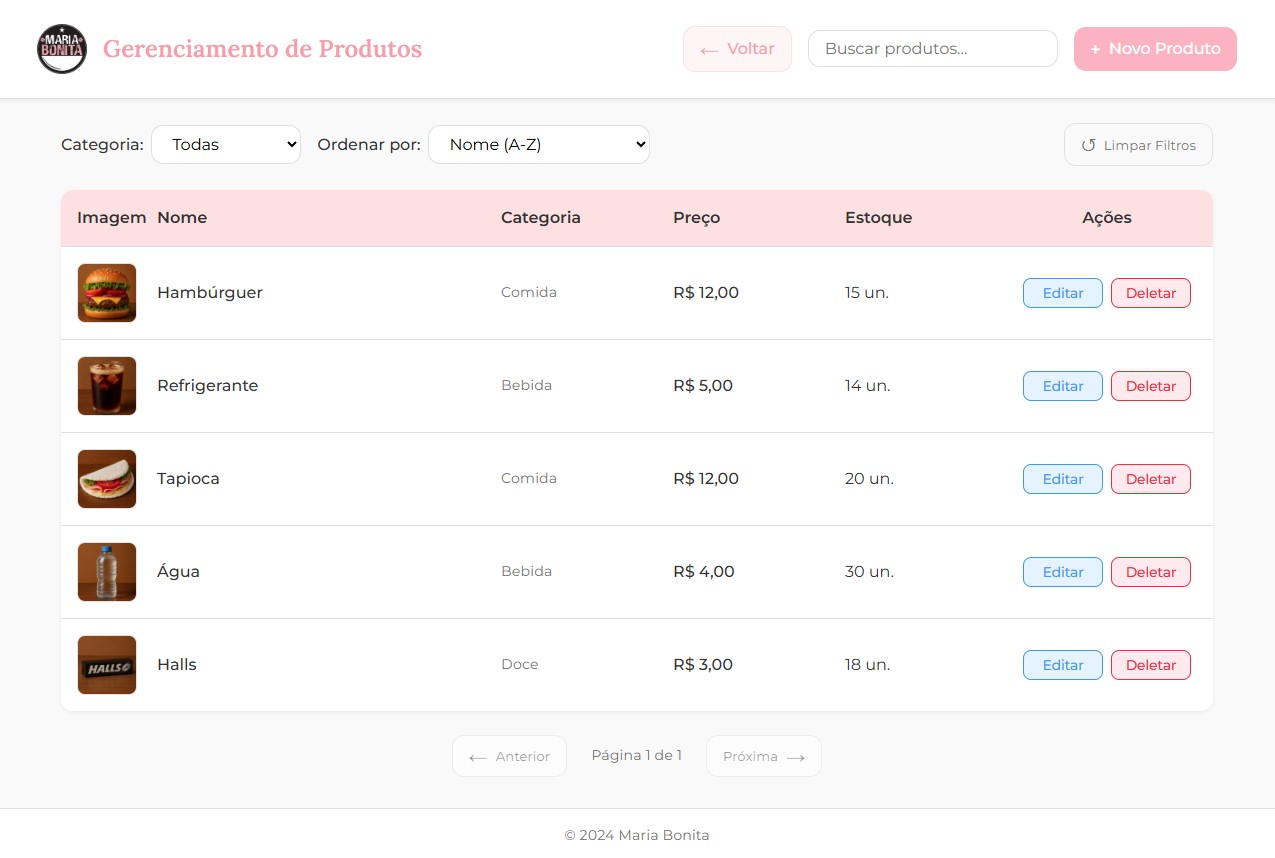 MARIA
BONITA
Gerenciamento de Produtos
← Voltar
Buscar produtos...
+ Novo Produto
Categoria: Todas
Ordenar por: Nome (A-Z)
Limpar Filtros
Imagem Nome Categoria Preço Estoque Ações
Hambúrguer Comida R$ 12,00 15 un. Editar Deletar
Refrigerante Bebida R$ 5,00 14 un. Editar Deletar
Tapioca Comida R$ 12,00 20 un. Editar Deletar
Água Bebida R$ 4,00 30 un. Editar Deletar
HALLS
Halls Doce R$ 3,00 18 un. Editar Deletar
← Anterior Página 1 de 1 Próxima →
© 2024 Maria Bonita